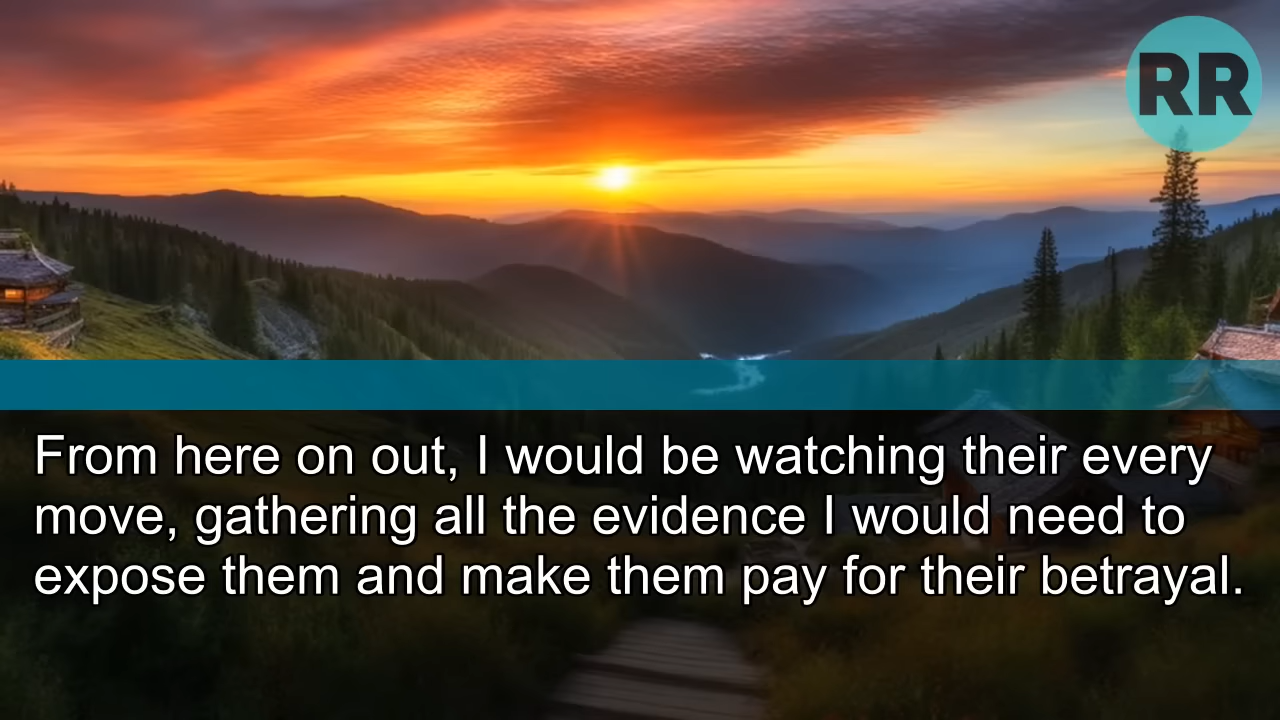 RR
From here on out, I would be watching their every
move, gathering all the evidence I would need to
expose them and make them pay for their betrayal.